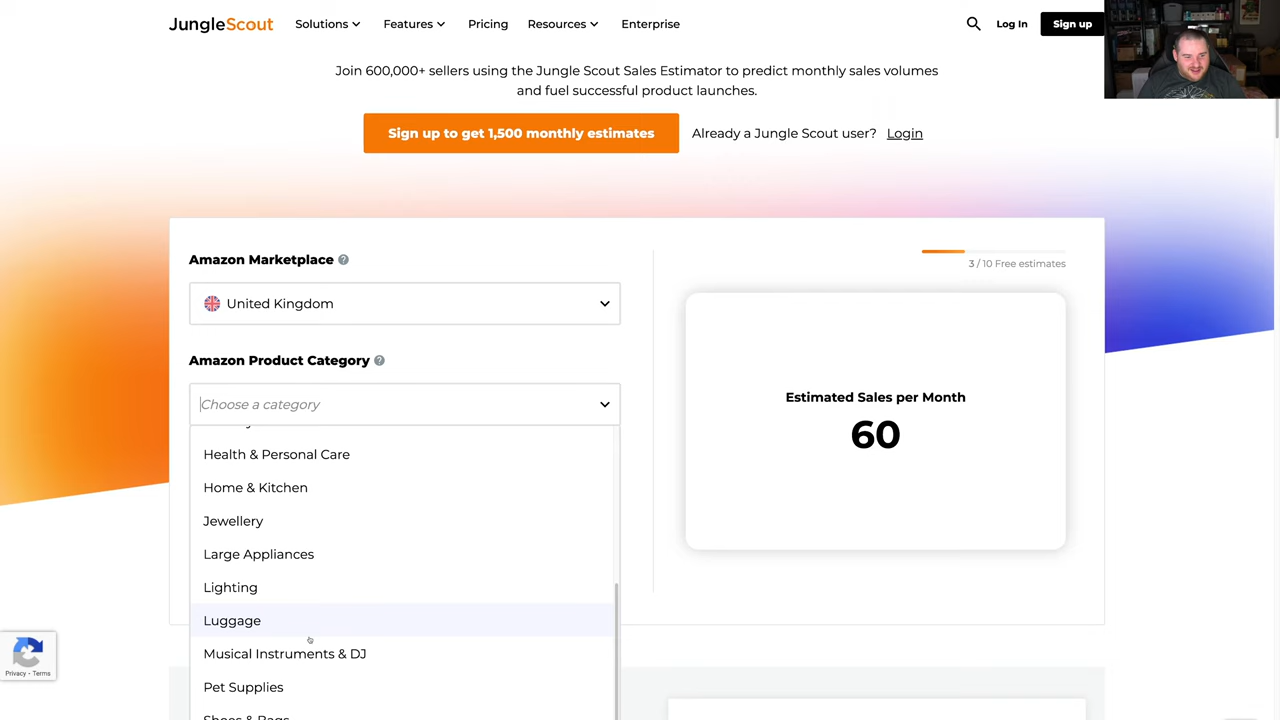 JungleScout
Solutions
Features
Pricing
Resources
Enterprise
Log In
Sign up
Join 600,000+ sellers using the Jungle Scout Sales Estimator to predict monthly sales volumes
and fuel successful product launches.
Sign up to get 1,500 monthly estimates
Already a Jungle Scout user? Login
Amazon Marketplace ?
3 / 10 Free estimates
United Kingdom
Amazon Product Category ?
Choose a category
Estimated Sales per Month
60
Health & Personal Care
Home & Kitchen
Jewellery
Large Appliances
Lighting
Luggage
Musical Instruments & DJ
Pet Supplies
Shoes & Bags
Privacy - Terms